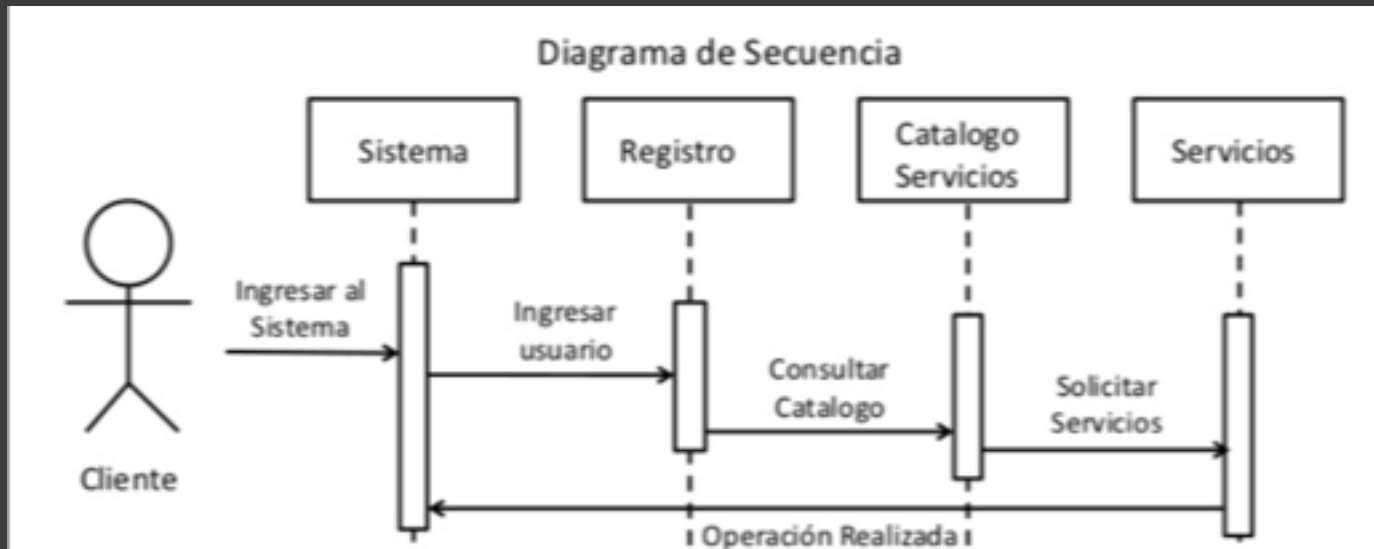 Diagrama de Secuencia
Sistema
Registro
Catalogo
Servicios
Servicios
Ingresar al
Sistema
Ingresar
usuario
Consultar
Catalogo
Solicitar
Servicios
Cliente
Operación Realizada